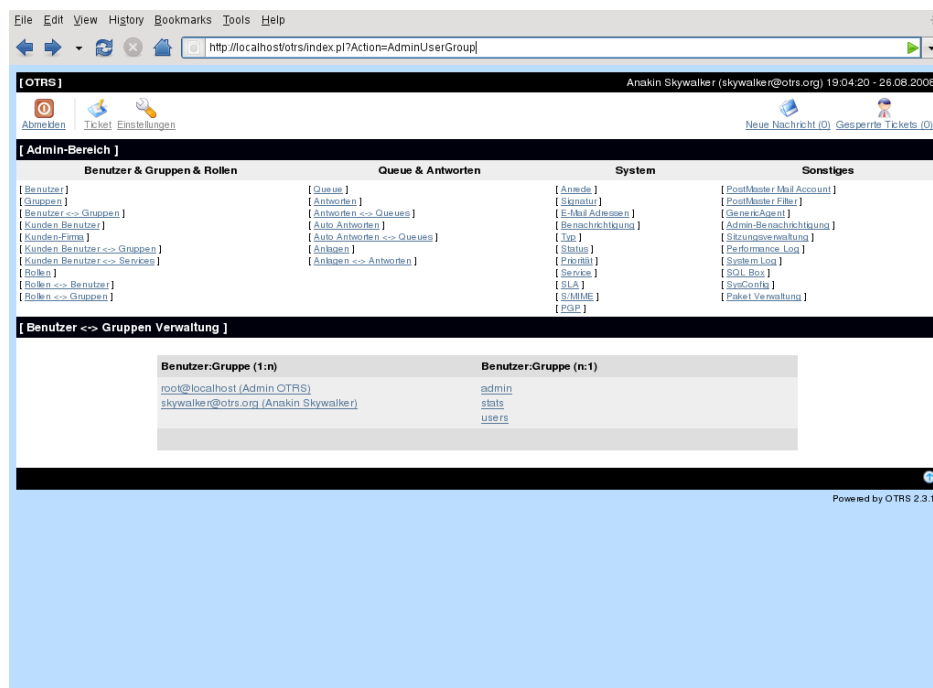 File Edit View History Bookmarks Tools Help
http://localhost/otrs/index.pl?Action=AdminUserGroup
[ OTRS ] Anakin Skywalker (skywalker@otrs.org) 19:04:20 - 26.08.2008
Abmelden Ticket Einstellungen Neue Nachricht (0) Gesperrte Tickets (0)
[ Admin-Bereich ]
Benutzer & Gruppen & Rollen Queue & Antworten System Sonstiges
[ Benutzer ] [ Queue ] [ Anrede ] [ PostMaster Mail Account ]
[ Gruppen ] [ Antworten ] [ Signatur ] [ PostMaster Filter ]
[ Benutzer <-> Gruppen ] [ Antworten <-> Queues ] [ E-Mail Adressen ] [ GenericAgent ]
[ Kunden Benutzer ] [ Auto Antworten ] [ Benachrichtigung ] [ Admin-Benachrichtigung ]
[ Kunden-Firma ] [ Auto Antworten <-> Queues ] [ Typ ] [ Sitzungsverwaltung ]
[ Kunden Benutzer <-> Gruppen ] [ Anlagen ] [ Status ] [ Performance Log ]
[ Kunden Benutzer <-> Services ] [ Anlagen <-> Antworten ] [ Priorität ] [ System Log ]
[ Rollen ] [ Service ] [ SQL Box ]
[ Rollen <-> Benutzer ] [ SLA ] [ SysConfig ]
[ Rollen <-> Gruppen ] [ S/MIME ] [ Paket Verwaltung ]
[ PGP ]
[ Benutzer <-> Gruppen Verwaltung ]
Benutzer:Gruppe (1:n) Benutzer:Gruppe (n:1)
root@localhost (Admin OTRS) admin
skywalker@otrs.org (Anakin Skywalker) stats
users
Powered by OTRS 2.3.1